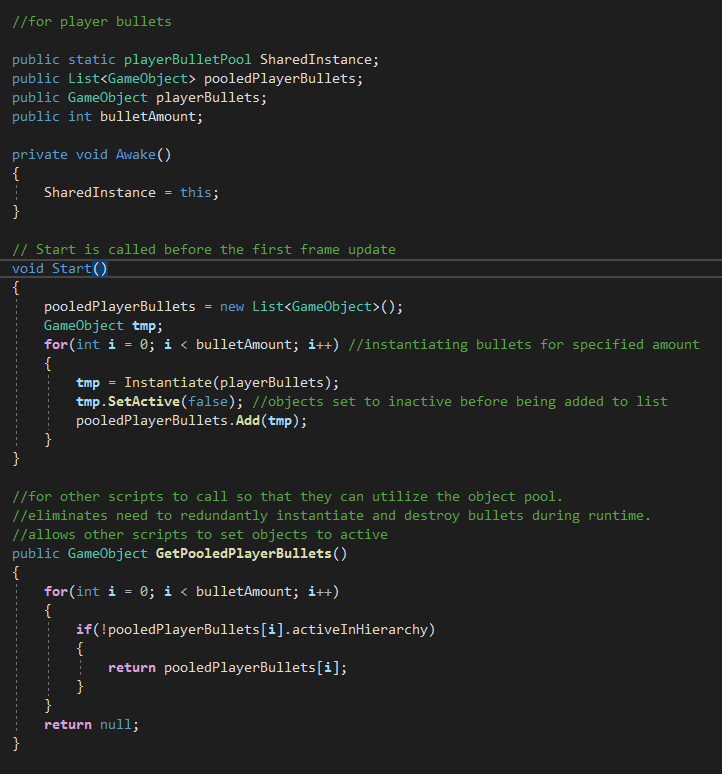 //for player bullets
public static playerBulletPool SharedInstance;
public List<GameObject> pooledPlayerBullets;
public GameObject playerBullets;
public int bulletAmount;
private void Awake()
{
SharedInstance = this;
}
// Start is called before the first frame update
void Start()
{
pooledPlayerBullets = new List<GameObject>();
GameObject tmp;
for(int i = 0; i < bulletAmount; i++) //instantiating bullets for specified amount
{
tmp = Instantiate(playerBullets);
tmp.SetActive(false); //objects set to inactive before being added to list
pooledPlayerBullets.Add(tmp);
}
}
//for other scripts to call so that they can utilize the object pool.
//eliminates need to redundantly instantiate and destroy bullets during runtime.
//allows other scripts to set objects to active
public GameObject GetPooledPlayerBullets()
{
for(int i = 0; i < bulletAmount; i++)
{
if(!pooledPlayerBullets[i].activeInHierarchy)
{
return pooledPlayerBullets[i];
}
}
return null;
}